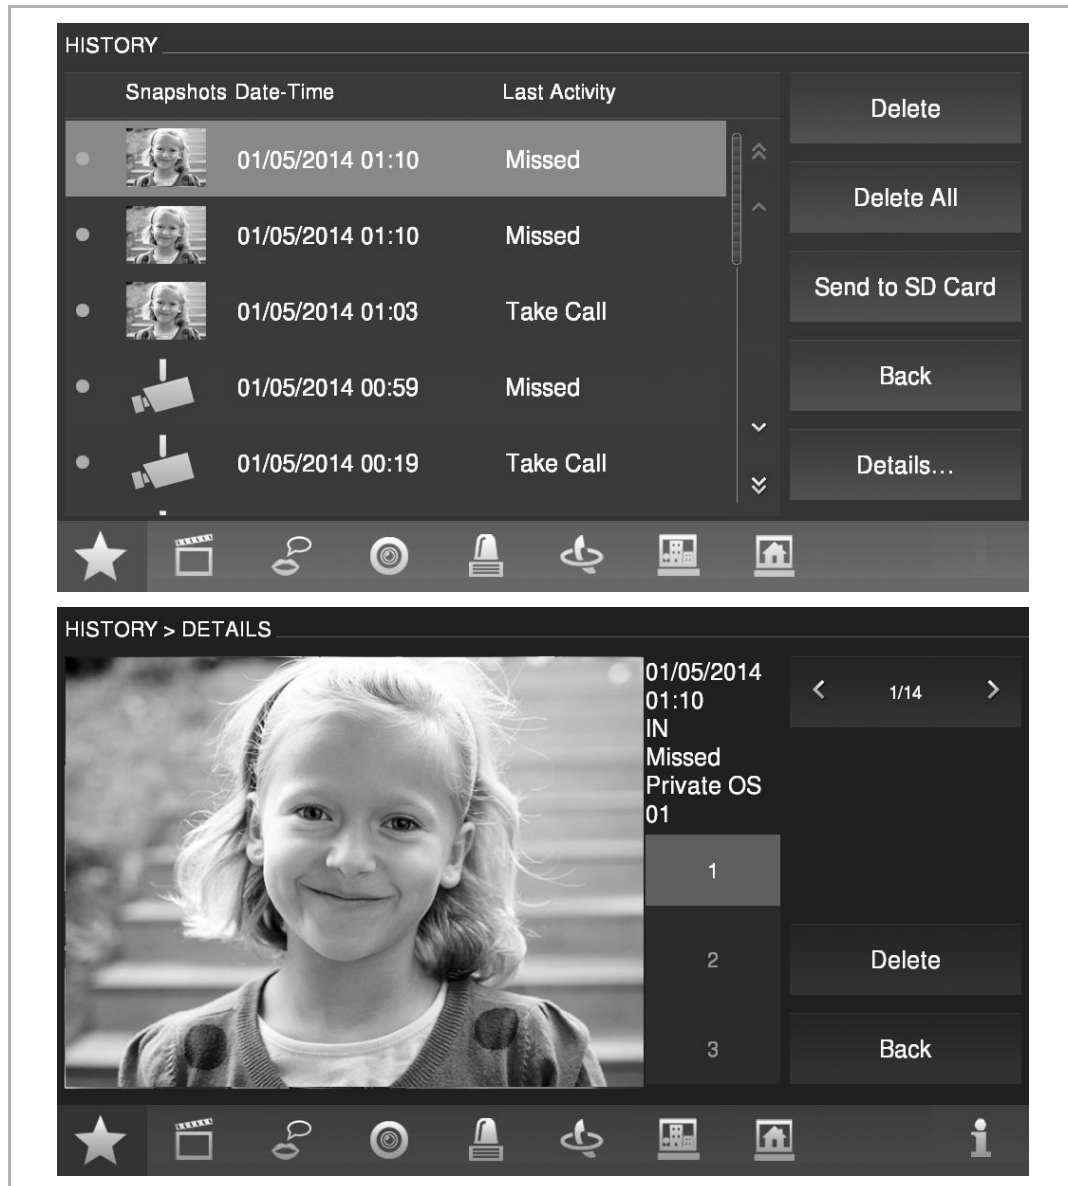 HISTORY
Snapshots Date-Time Last Activity
01/05/2014 01:10 Missed
01/05/2014 01:10 Missed
01/05/2014 01:03 Take Call
01/05/2014 00:59 Missed
01/05/2014 00:19 Take Call
Delete
Delete All
Send to SD Card
Back
Details...
HISTORY > DETAILS
01/05/2014
01:10
IN
Missed
Private OS
01
1
2
3
1/14
Delete
Back